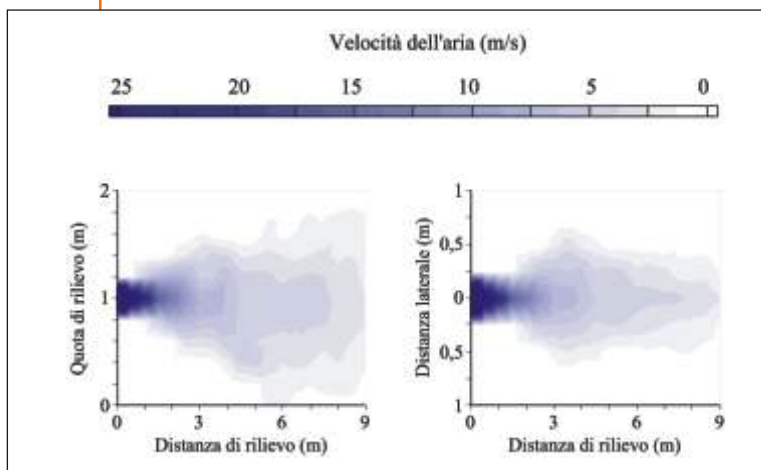 Velocità dell'aria (m/s)
25 20 15 10 5 0
2
1
0
Quota di rilievo (m)
0 3 6 9
Distanza di rilievo (m)
1
0,5
0
0,5
1
Distanza laterale (m)
0 3 6 9
Distanza di rilievo (m)